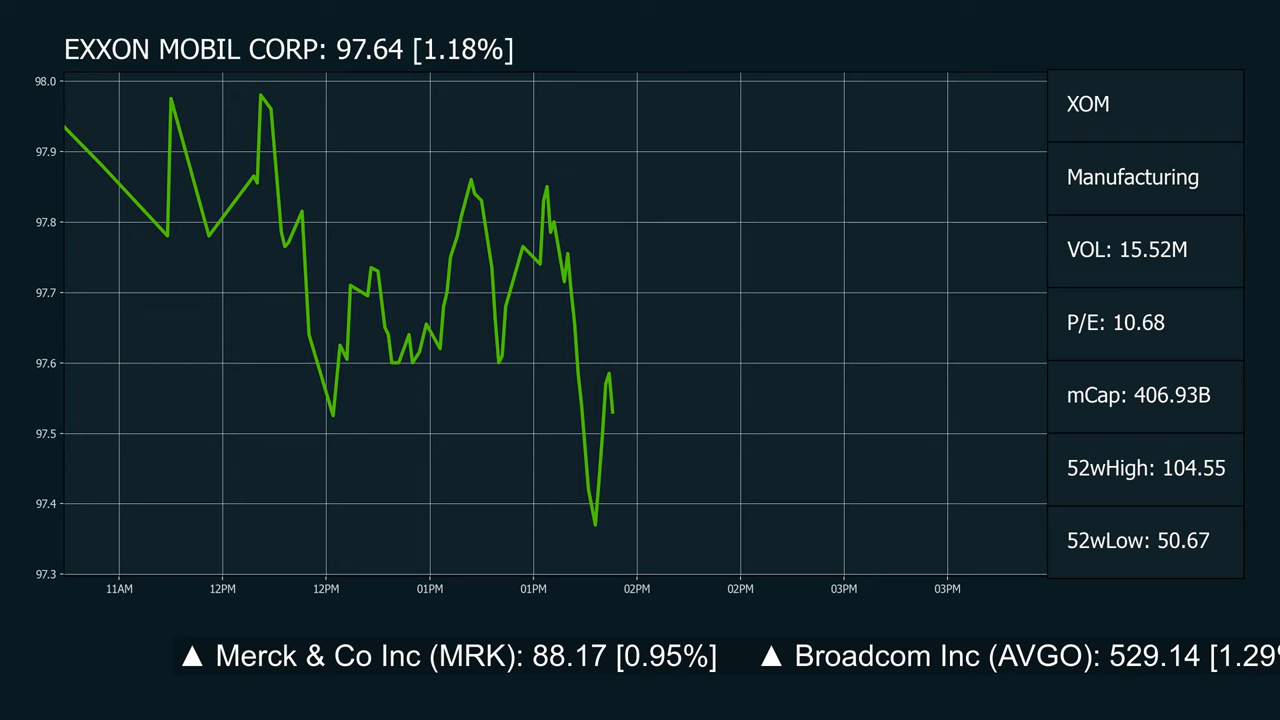 EXXON MOBIL CORP: 97.64 [1.18%]
98.0
97.9
97.8
97.7
97.6
97.5
97.4
97.3
11AM 12PM 12PM 01PM 01PM 02PM 02PM 03PM 03PM
XOM
Manufacturing
VOL: 15.52M
P/E: 10.68
mCap: 406.93B
52wHigh: 104.55
52wLow: 50.67
▲ Merck & Co Inc (MRK): 88.17 [0.95%] ▲ Broadcom Inc (AVGO): 529.14 [1.29%